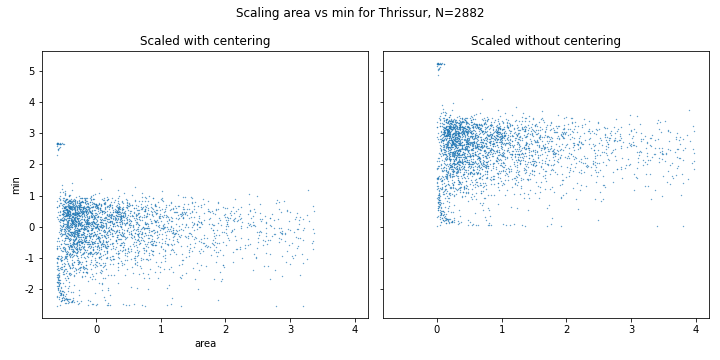 Scaling area vs min for Thrissur, N=2882
Scaled with centering
Scaled without centering
5
4
3
2
1
0
-1
-2
min
0 1 2 3 4
0 1 2 3 4
area